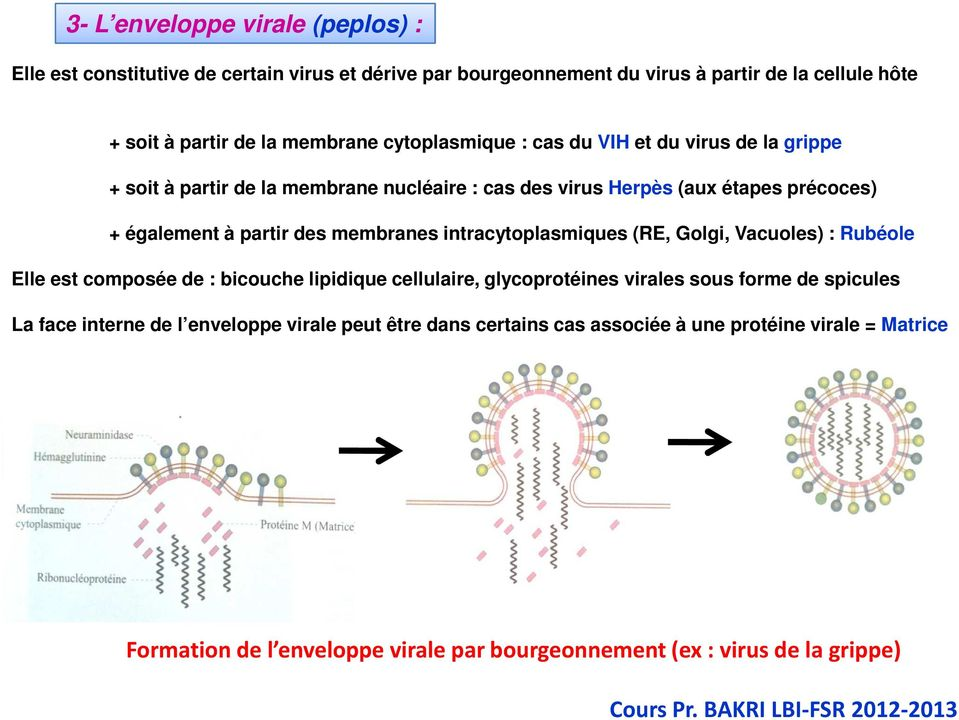 3- L’enveloppe virale (peplos) :
Elle est constitutive de certain virus et dérive par bourgeonnement du virus à partir de la cellule hôte
+ soit à partir de la membrane cytoplasmique : cas du VIH et du virus de la grippe
+ soit à partir de la membrane nucléaire : cas des virus Herpès (aux étapes précoces)
+ également à partir des membranes intracytoplasmiques (RE, Golgi, Vacuoles) : Rubéole
Elle est composée de : bicouche lipidique cellulaire, glycoprotéines virales sous forme de spicules
La face interne de l’enveloppe virale peut être dans certains cas associée à une protéine virale = Matrice
Neuraminidase
Hémagglutinine
Membrane
cytoplasmique
Protéine M (Matrice
Ribonucléoprotéine
Formation de l’enveloppe virale par bourgeonnement (ex : virus de la grippe)
Cours Pr. BAKRI LBI-FSR 2012-2013